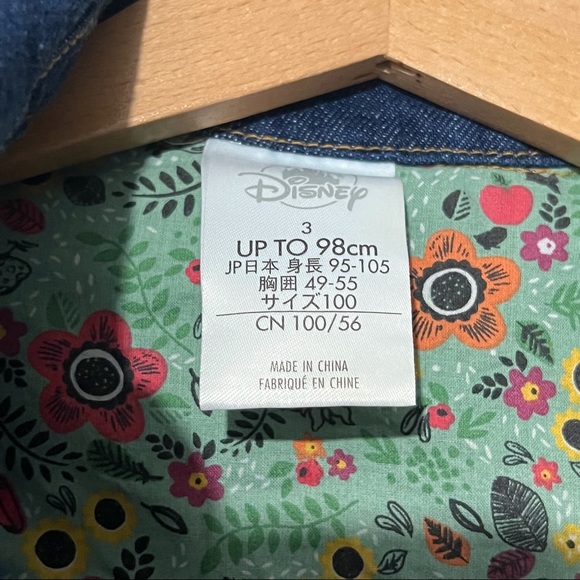 Disney
3
UP TO 98cm
JP日本 身長 95-105
胸囲 49-55
サイズ100
CN 100/56
MADE IN CHINA
FABRIQUÉ EN CHINE